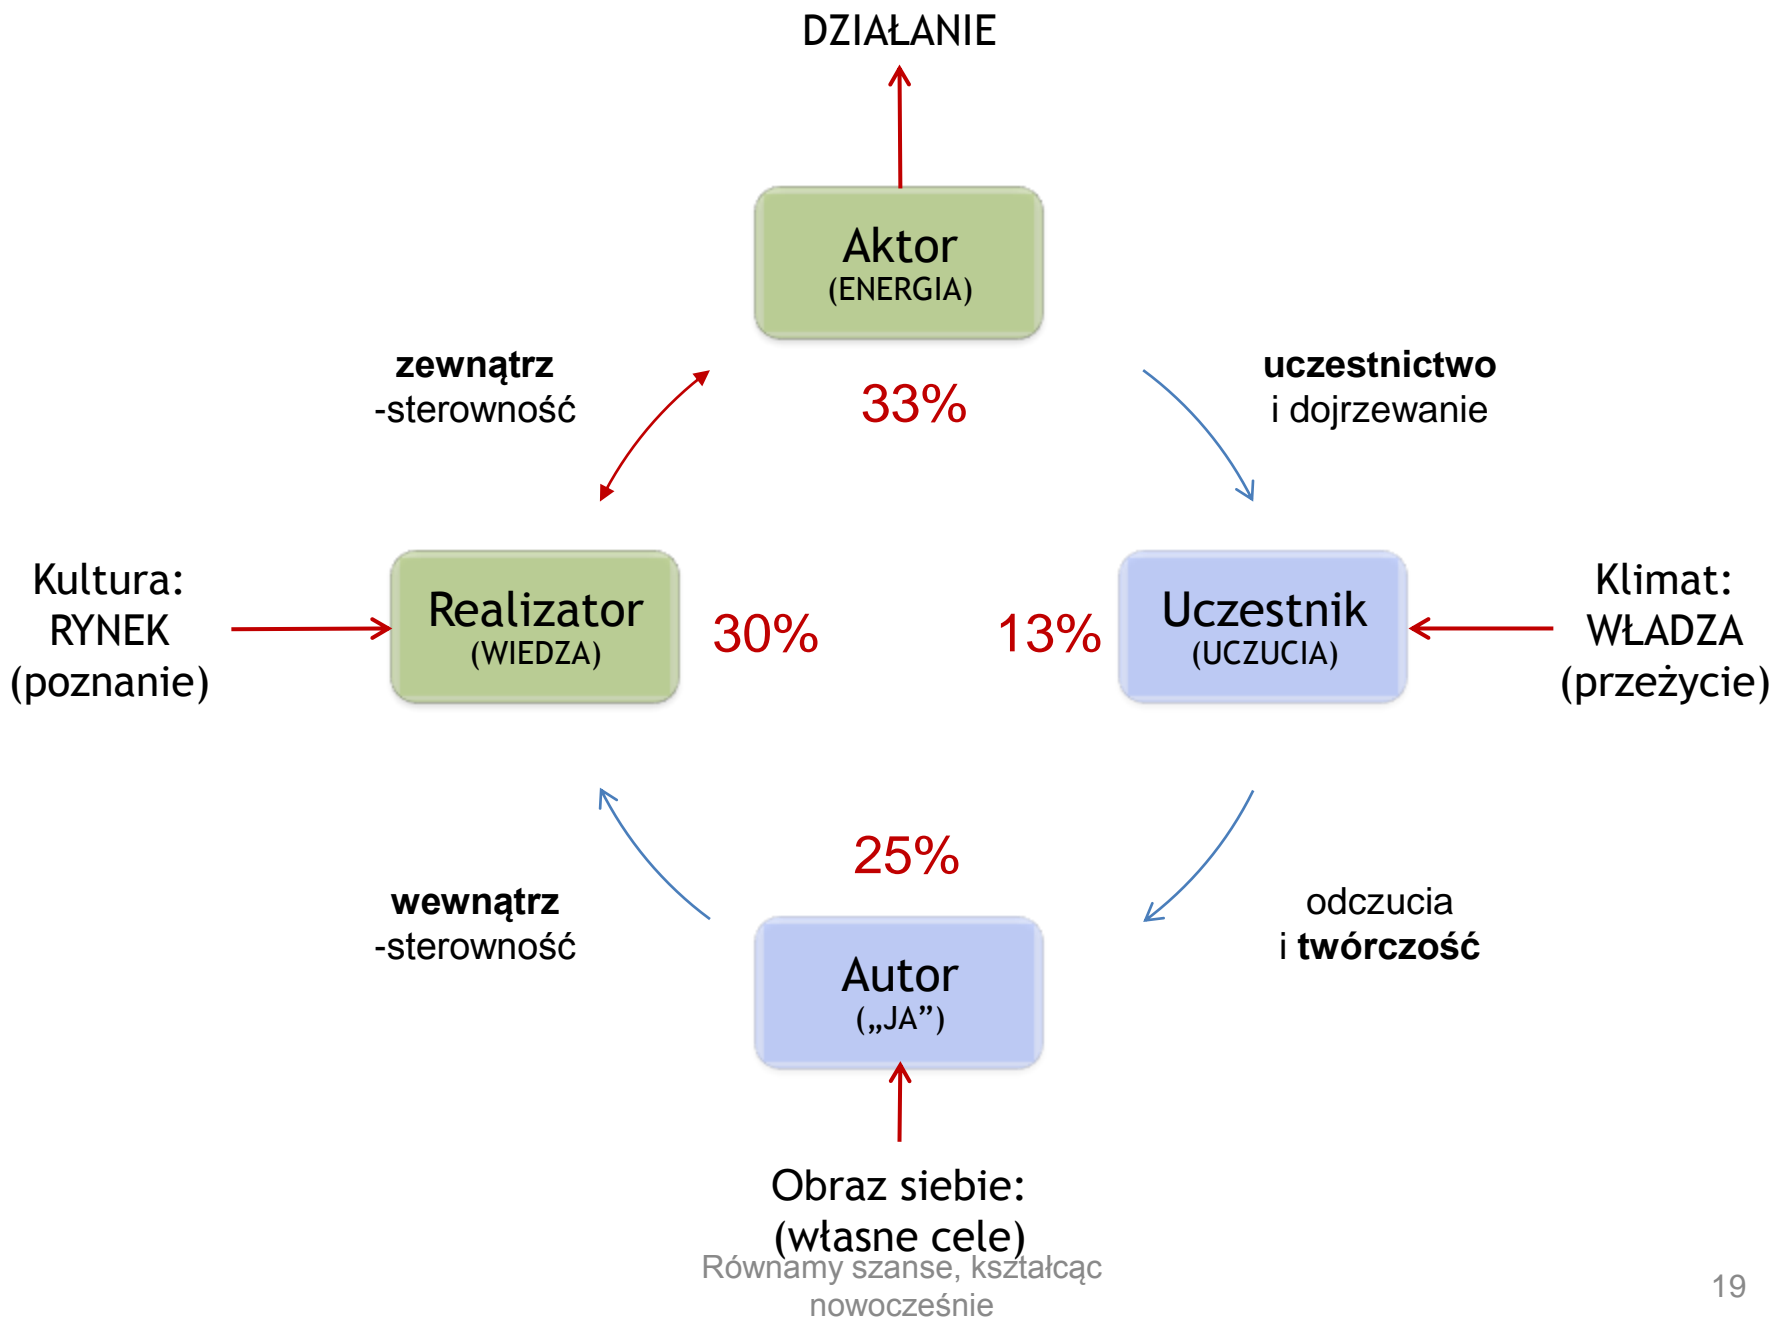 DZIAŁANIE
Aktor
(ENERGIA)
zewnątrz
-sterowność
33%
uczestnictwo
i dojrzewanie
Kultura:
RYNEK
(poznanie)
Realizator
(WIEDZA)
30%
13%
Uczestnik
(UCZUCIA)
Klimat:
WŁADZA
(przeżycie)
25%
wewnątrz
-sterowność
odczucia
i twórczość
Autor
(„JA”)
Obraz siebie:
(własne cele)
Równamy szanse, kształcąc
nowocześnie
19